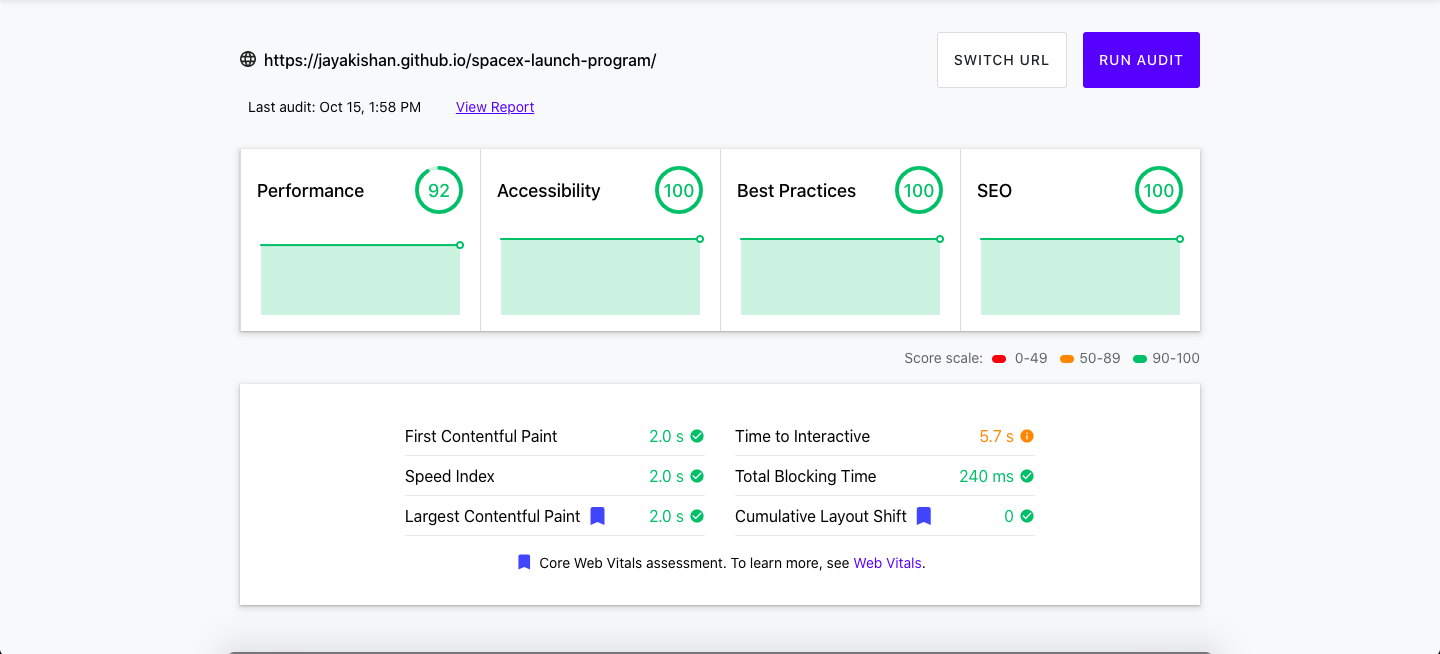 https://jayakishan.github.io/spacex-launch-program/
SWITCH URL
RUN AUDIT
Last audit: Oct 15, 1:58 PM
View Report
Performance
92
Accessibility
100
Best Practices
100
SEO
100
Score scale: 0-49 50-89 90-100
First Contentful Paint 2.0 s
Time to Interactive 5.7 s
Speed Index 2.0 s
Total Blocking Time 240 ms
Largest Contentful Paint 2.0 s
Cumulative Layout Shift 0
Core Web Vitals assessment. To learn more, see Web Vitals.